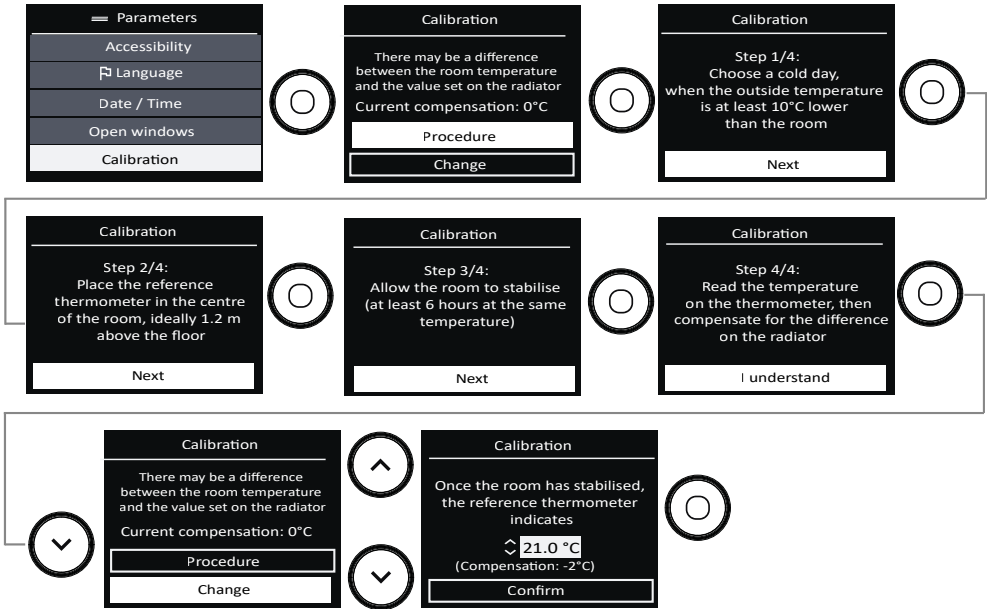 Parameters
Accessibility
Language
Date / Time
Open windows
Calibration
Calibration
There may be a difference
between the room temperature
and the value set on the radiator
Current compensation: 0°C
Procedure
Change
Calibration
Step 1/4:
Choose a cold day,
when the outside temperature
is at least 10°C lower
than the room
Next
Calibration
Step 2/4:
Place the reference
thermometer in the centre
of the room, ideally 1.2 m
above the floor
Next
Calibration
Step 3/4:
Allow the room to stabilise
(at least 6 hours at the same
temperature)
Next
Calibration
Step 4/4:
Read the temperature
on the thermometer, then
compensate for the difference
on the radiator
I understand
Calibration
There may be a difference
between the room temperature
and the value set on the radiator
Current compensation: 0°C
Procedure
Change
Calibration
Once the room has stabilised,
the reference thermometer
indicates
21.0 °C
(Compensation: -2°C)
Confirm